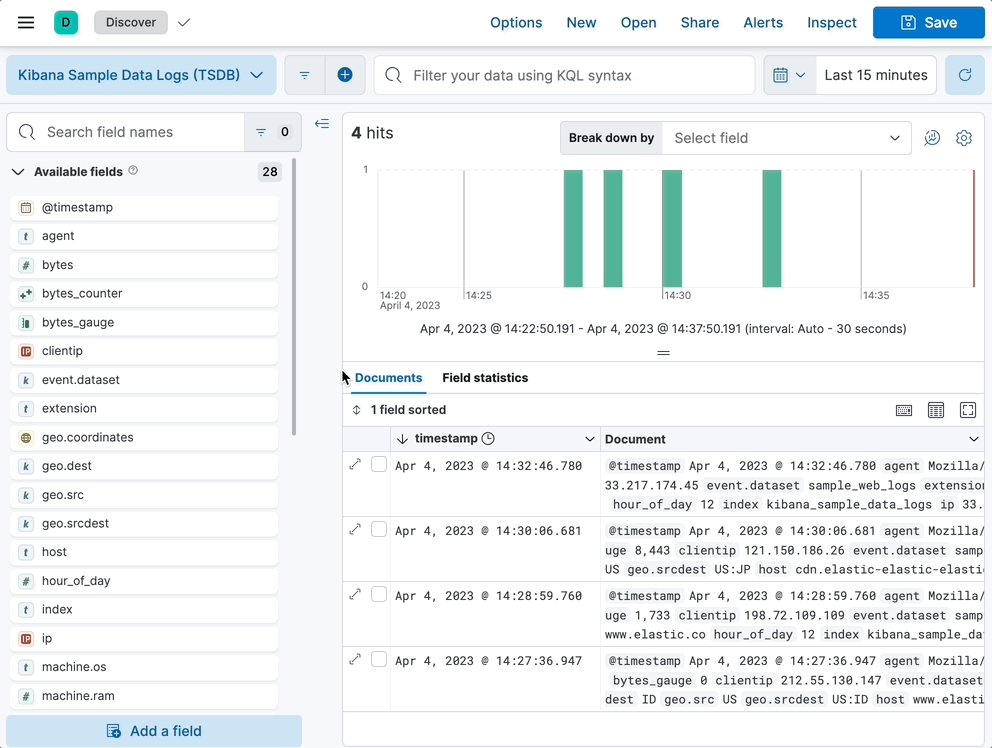 D Discover Options New Open Share Alerts Inspect Save
Kibana Sample Data Logs (TSDB) Filter your data using KQL syntax Last 15 minutes
Search field names 0
Available fields 28
@timestamp
t agent
# bytes
bytes_counter
bytes_gauge
IP clientip
k event.dataset
t extension
geo.coordinates
k geo.dest
k geo.src
k geo.srcdest
t host
# hour_of_day
t index
IP ip
t machine.os
# machine.ram
Add a field
4 hits
Break down by Select field
1
0
14:20 14:25 14:30 14:35
April 4, 2023
Apr 4, 2023 @ 14:22:50.191 - Apr 4, 2023 @ 14:37:50.191 (interval: Auto - 30 seconds)
Documents Field statistics
1 field sorted
timestamp Document
Apr 4, 2023 @ 14:32:46.780 @timestamp Apr 4, 2023 @ 14:32:46.780 agent Mozilla/
33.217.174.45 event.dataset sample_web_logs extension
hour_of_day 12 index kibana_sample_data_logs ip 33.
Apr 4, 2023 @ 14:30:06.681 @timestamp Apr 4, 2023 @ 14:30:06.681 agent Mozilla/
uge 8,443 clientip 121.150.186.26 event.dataset samp
US geo.srcdest US:JP host cdn.elastic-elastic-elasti
Apr 4, 2023 @ 14:28:59.760 @timestamp Apr 4, 2023 @ 14:28:59.760 agent Mozilla/
uge 1,733 clientip 198.72.109.109 event.dataset samp
www.elastic.co hour_of_day 12 index kibana_sample_da
Apr 4, 2023 @ 14:27:36.947 @timestamp Apr 4, 2023 @ 14:27:36.947 agent Mozilla/
bytes_gauge 0 clientip 212.55.130.147 event.dataset
dest ID geo.src US geo.srcdest US:ID host www.elasti